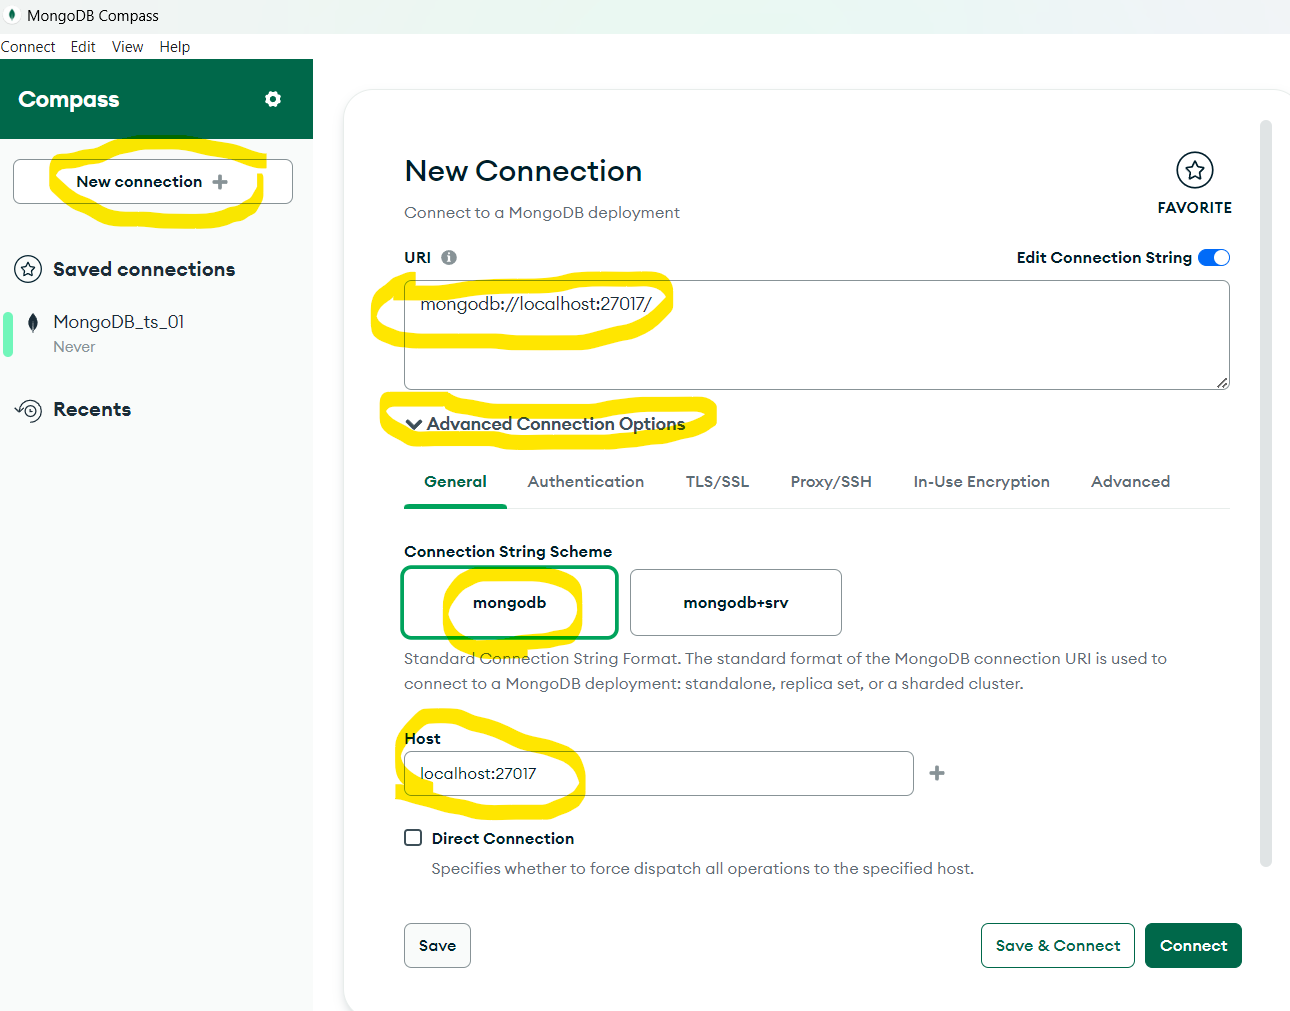 MongoDB Compass
Connect Edit View Help
Compass
New connection
Saved connections
MongoDB_ts_01
Never
Recents
New Connection
Connect to a MongoDB deployment
FAVORITE
URI
Edit Connection String
mongodb://localhost:27017/
Advanced Connection Options
General Authentication TLS/SSL Proxy/SSH In-Use Encryption Advanced
Connection String Scheme
mongodb mongodb+srv
Standard Connection String Format. The standard format of the MongoDB connection URI is used to
connect to a MongoDB deployment: standalone, replica set, or a sharded cluster.
Host
localhost:27017
Direct Connection
Specifies whether to force dispatch all operations to the specified host.
Save Save & Connect Connect